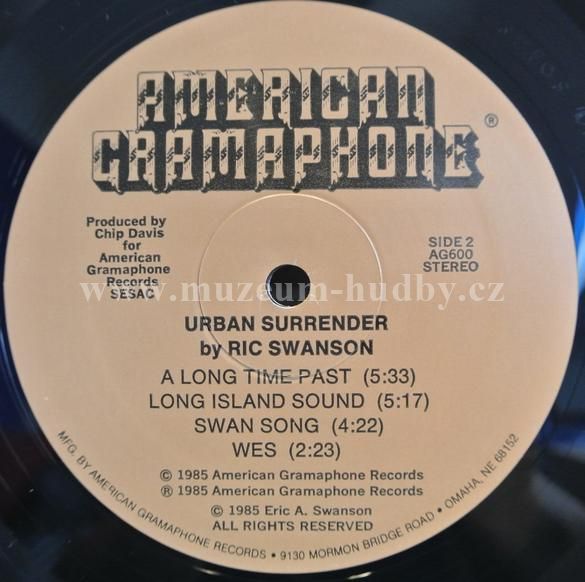 AMERICAN
GRAMAPHONE ®
Produced by
Chip Davis
for
American
Gramaphone
Records
SESAC
SIDE 2
AG600
STEREO
www.muzeum-hudby.cz
URBAN SURRENDER
by RIC SWANSON
A LONG TIME PAST (5:33)
LONG ISLAND SOUND (5:17)
SWAN SONG (4:22)
WES (2:23)
© 1985 American Gramaphone Records
® 1985 American Gramaphone Records
© 1985 Eric A. Swanson
ALL RIGHTS RESERVED
MFG. BY AMERICAN GRAMAPHONE RECORDS • 9130 MORMON BRIDGE ROAD • OMAHA, NE 68152